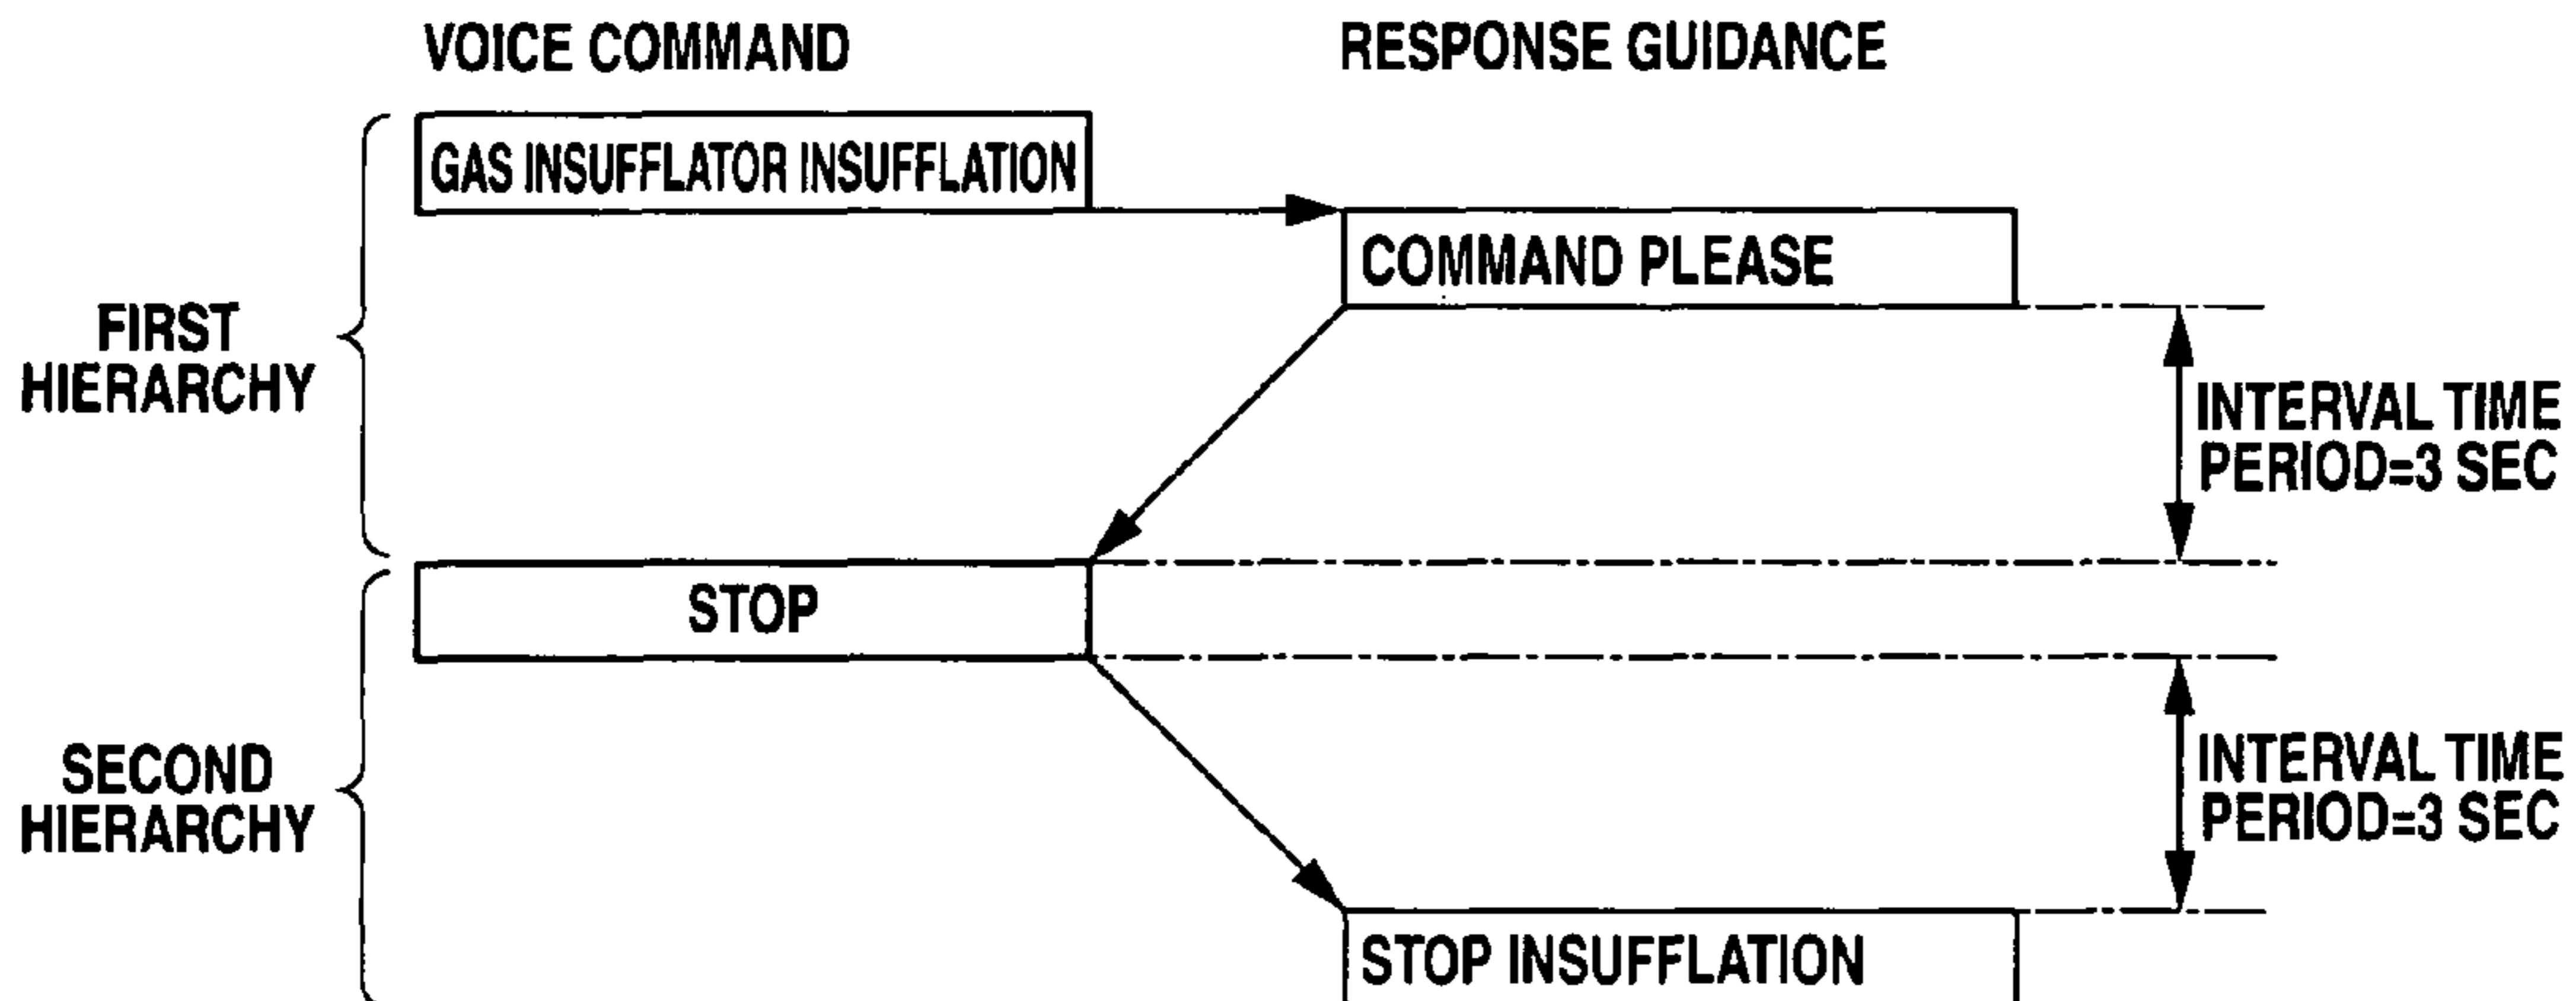 VOICE COMMAND
RESPONSE GUIDANCE
GAS INSUFFLATOR INSUFFLATION
COMMAND PLEASE
FIRST
HIERARCHY
INTERVAL TIME
PERIOD=3 SEC
STOP
SECOND
HIERARCHY
INTERVAL TIME
PERIOD=3 SEC
STOP INSUFFLATION